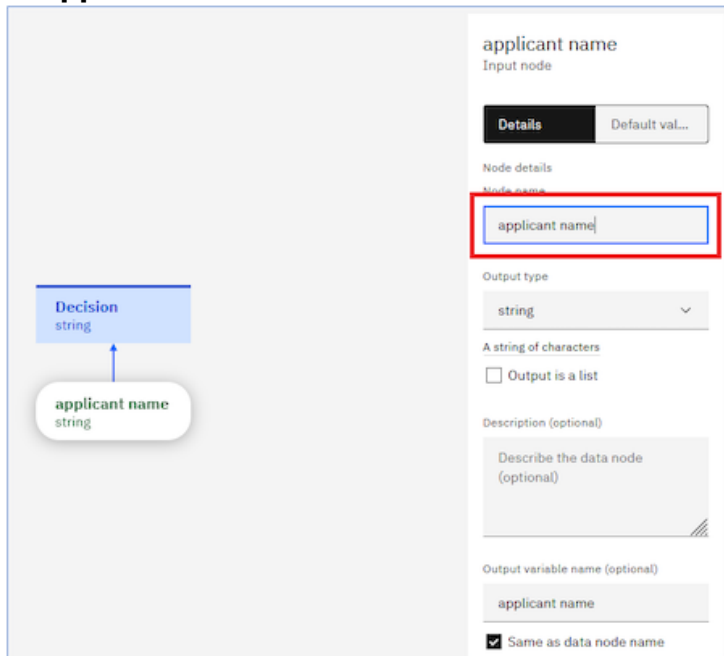 applicant name
Input node
Details
Default val...
Node details
Node name
applicant name
Output type
string
A string of characters
Output is a list
Description (optional)
Describe the data node
(optional)
Output variable name (optional)
applicant name
Same as data node name
Decision
string
applicant name
string